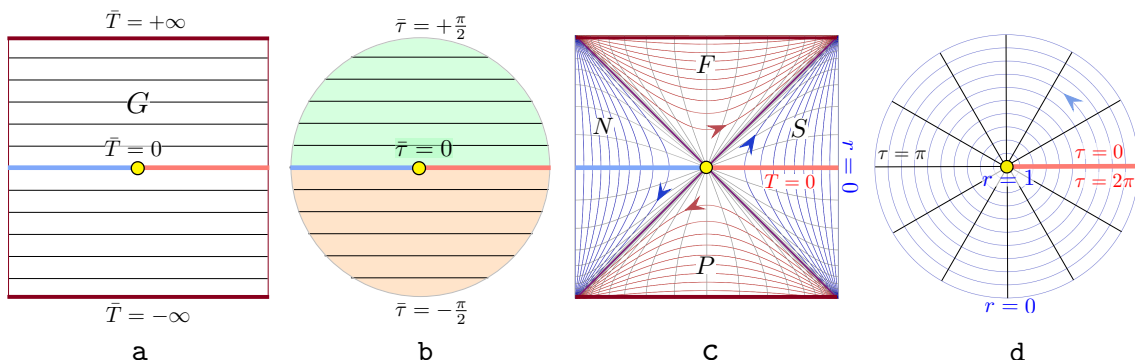 T̄ = +∞
G
T̄ = 0
T̄ = −∞
a
τ̄ = +π/2
τ̄ = 0
τ̄ = −π/2
b
F
N
S
T = 0
r = 0
P
c
τ = π
τ = 0
r = 1
τ = 2π
r = 0
d